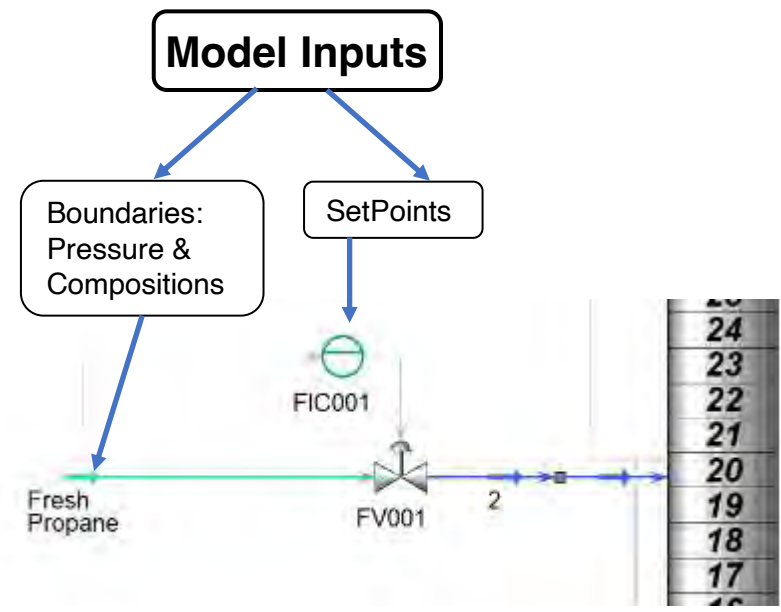 Model Inputs
Boundaries:
Pressure &
Compositions
SetPoints
FIC001
Fresh
Propane
FV001
2
24
23
22
21
20
19
18
17